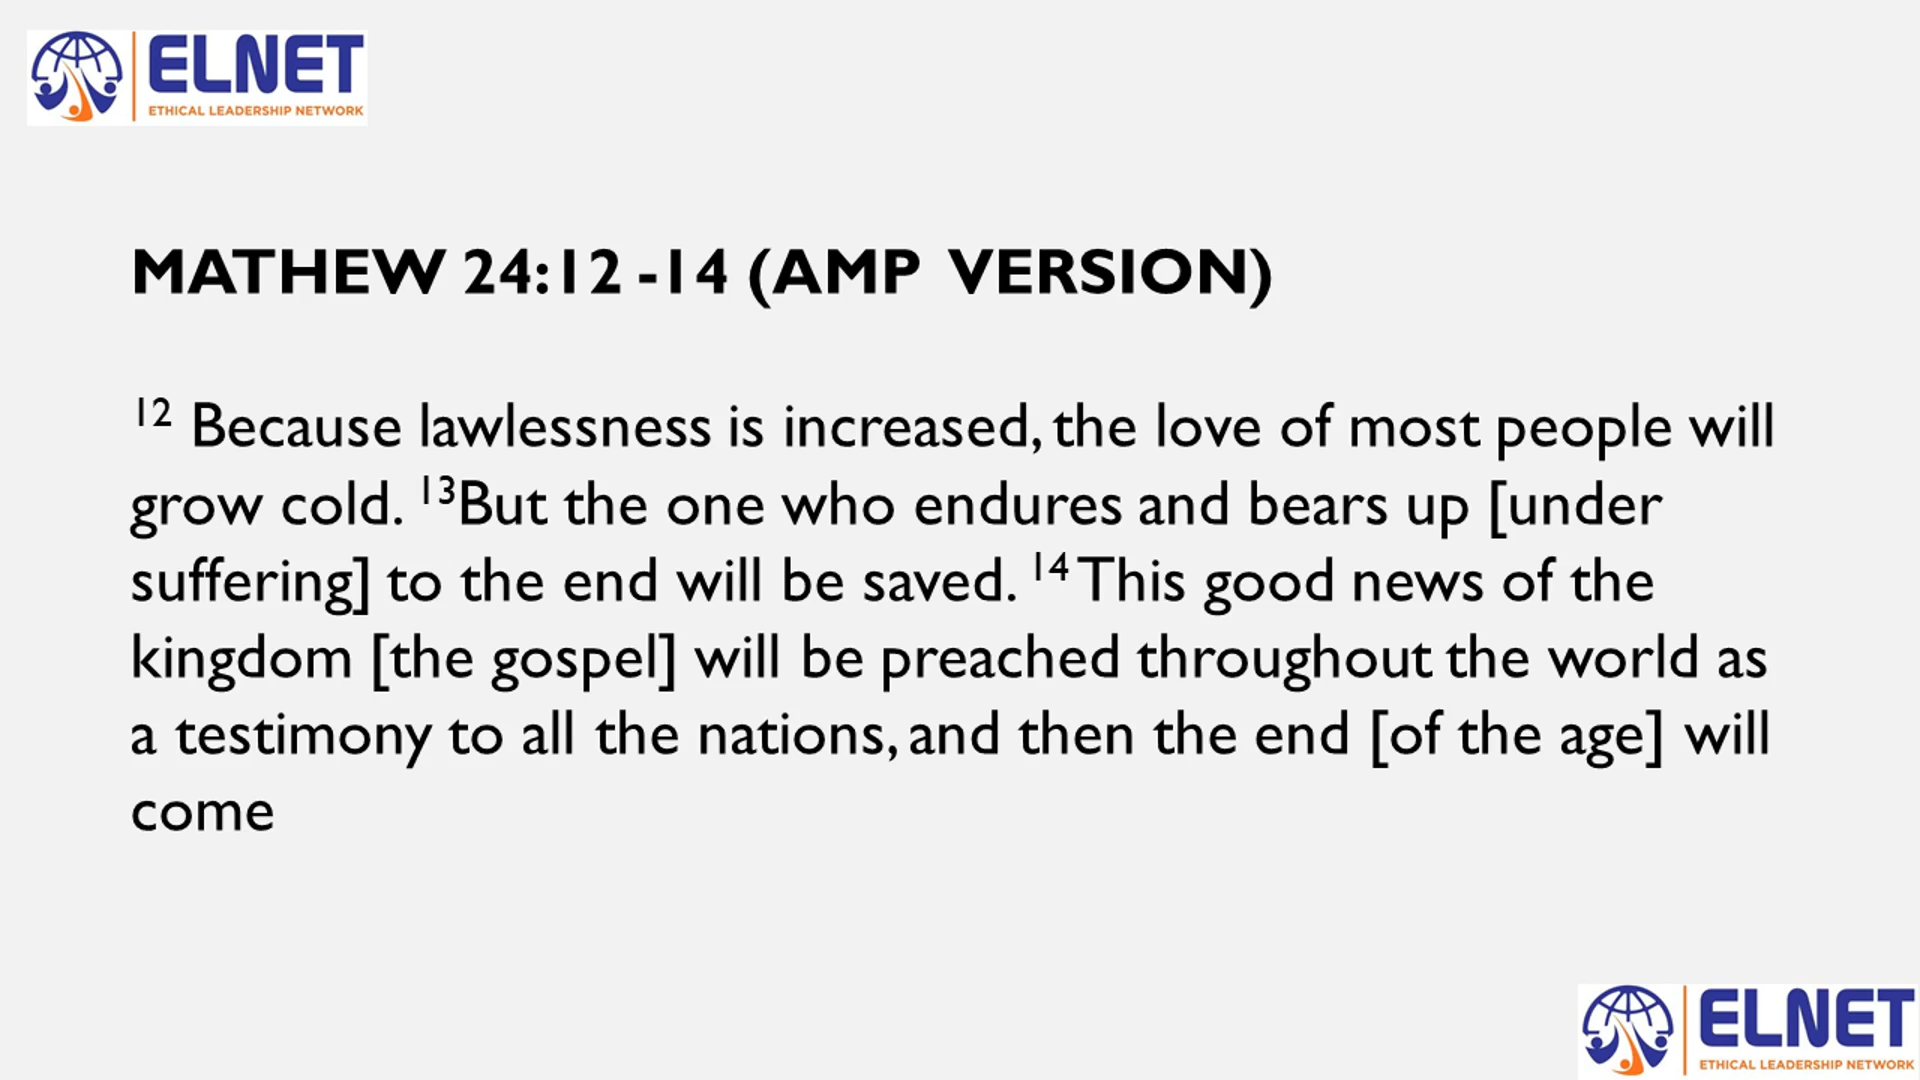 ELNET
ETHICAL LEADERSHIP NETWORK
MATHEW 24:12 -14 (AMP VERSION)
12 Because lawlessness is increased, the love of most people will
grow cold. 13But the one who endures and bears up [under
suffering] to the end will be saved. 14 This good news of the
kingdom [the gospel] will be preached throughout the world as
a testimony to all the nations, and then the end [of the age] will
come
ELNET
ETHICAL LEADERSHIP NETWORK